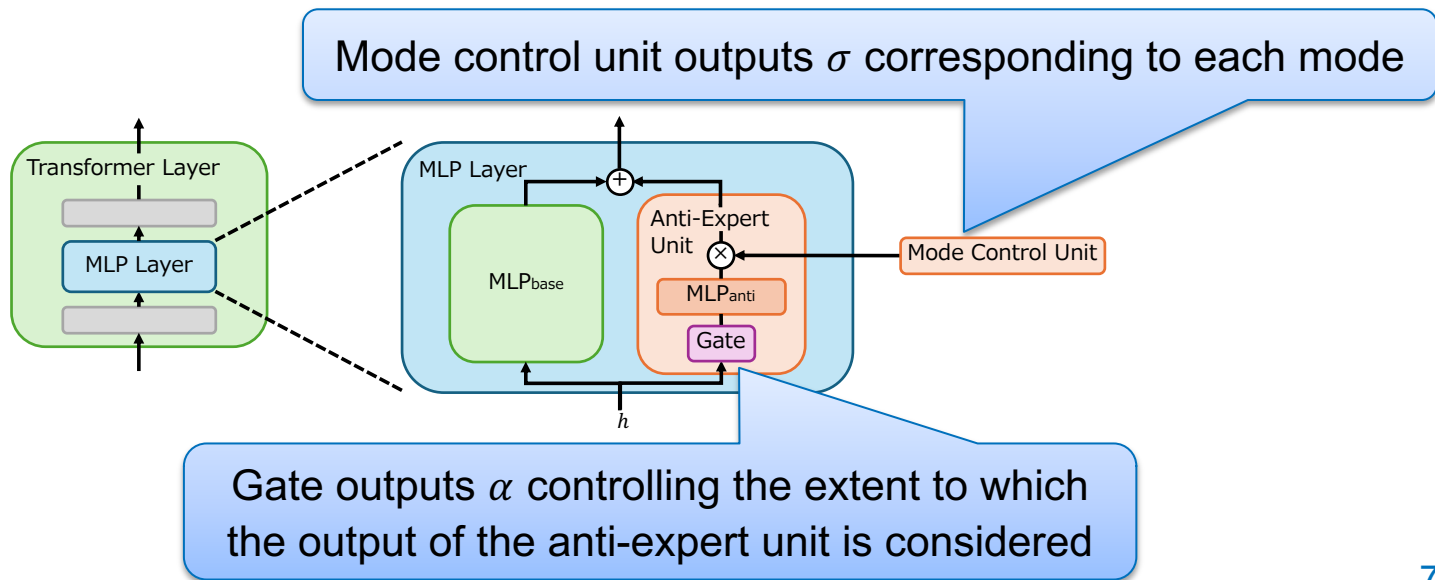 Mode control unit outputs σ corresponding to each mode
Transformer Layer
MLP Layer
MLP Layer
+
MLPbase
Anti-Expert
Unit
×
MLPanti
Gate
Mode Control Unit
h
Gate outputs α controlling the extent to which
the output of the anti-expert unit is considered
7